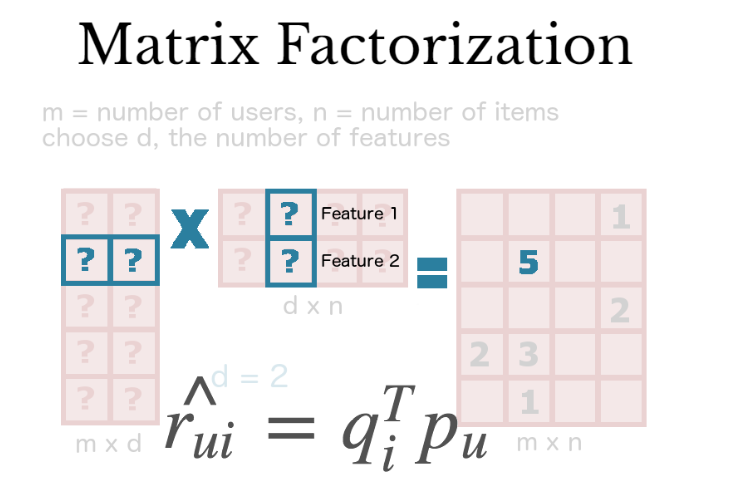 Matrix Factorization
m = number of users, n = number of items
choose d, the number of features
? ? X ? ? Feature 1 ? 1
? ? ? ? Feature 2 ? = 5
? ? d x n 2
? ? 2 3
d = 2
? ? 1
m x d r̂ui = qiT pu m x n